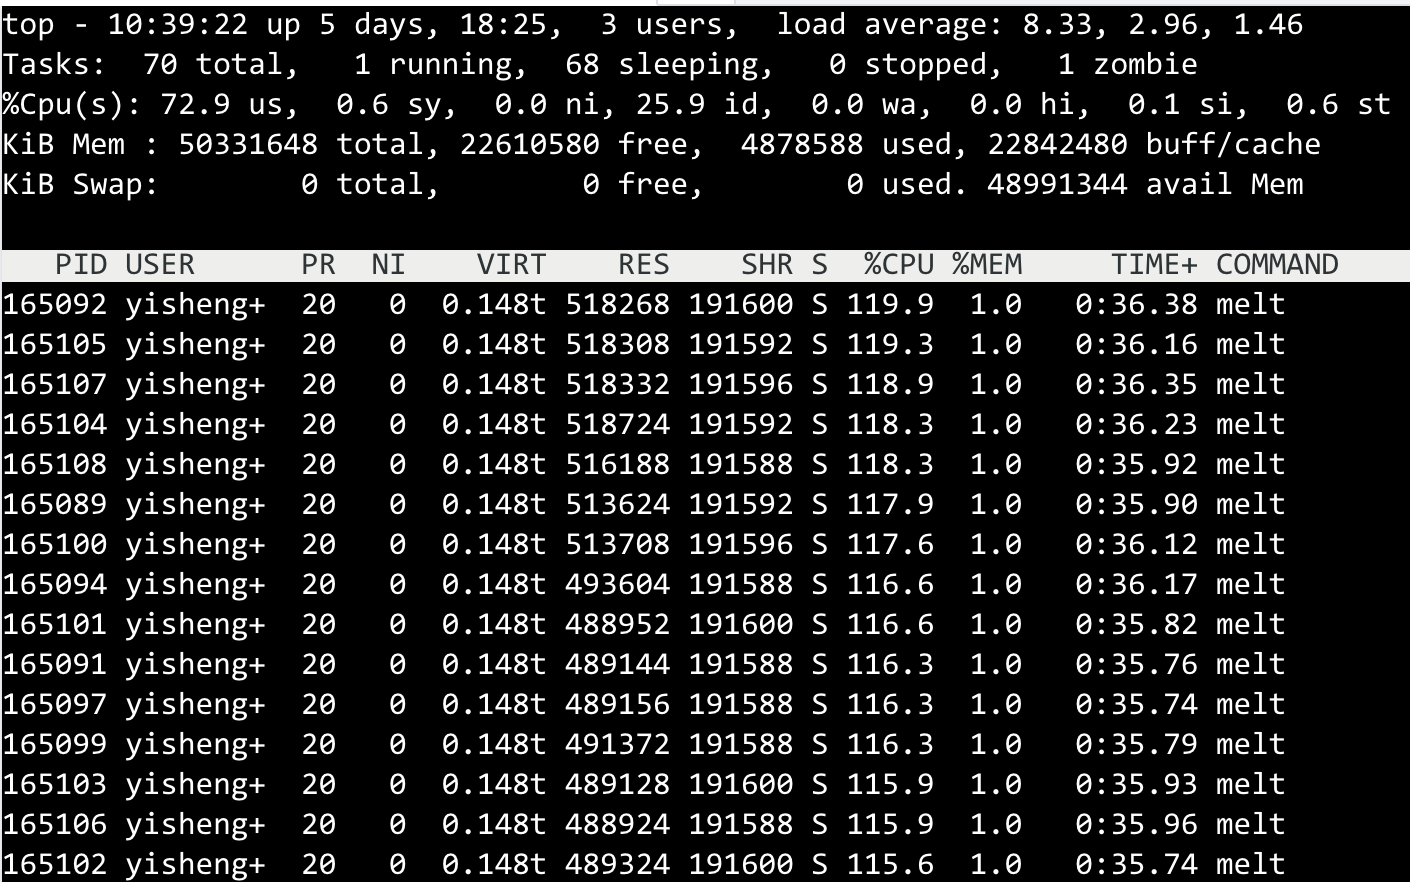 top - 10:39:22 up 5 days, 18:25,  3 users,  load average: 8.33, 2.96, 1.46
Tasks:  70 total,   1 running,  68 sleeping,   0 stopped,   1 zombie
%Cpu(s): 72.9 us,  0.6 sy,  0.0 ni, 25.9 id,  0.0 wa,  0.0 hi,  0.1 si,  0.6 st
KiB Mem : 50331648 total, 22610580 free,  4878588 used, 22842480 buff/cache
KiB Swap:        0 total,        0 free,        0 used. 48991344 avail Mem
   PID USER      PR  NI    VIRT    RES    SHR S  %CPU %MEM     TIME+ COMMAND
165092 yisheng+  20   0  0.148t 518268 191600 S 119.9  1.0   0:36.38 melt
165105 yisheng+  20   0  0.148t 518308 191592 S 119.3  1.0   0:36.16 melt
165107 yisheng+  20   0  0.148t 518332 191596 S 118.9  1.0   0:36.35 melt
165104 yisheng+  20   0  0.148t 518724 191592 S 118.3  1.0   0:36.23 melt
165108 yisheng+  20   0  0.148t 516188 191588 S 118.3  1.0   0:35.92 melt
165089 yisheng+  20   0  0.148t 513624 191592 S 117.9  1.0   0:35.90 melt
165100 yisheng+  20   0  0.148t 513708 191596 S 117.6  1.0   0:36.12 melt
165094 yisheng+  20   0  0.148t 493604 191588 S 116.6  1.0   0:36.17 melt
165101 yisheng+  20   0  0.148t 488952 191600 S 116.6  1.0   0:35.82 melt
165091 yisheng+  20   0  0.148t 489144 191588 S 116.3  1.0   0:35.76 melt
165097 yisheng+  20   0  0.148t 489156 191588 S 116.3  1.0   0:35.74 melt
165099 yisheng+  20   0  0.148t 491372 191588 S 116.3  1.0   0:35.79 melt
165103 yisheng+  20   0  0.148t 489128 191600 S 115.9  1.0   0:35.93 melt
165106 yisheng+  20   0  0.148t 488924 191588 S 115.9  1.0   0:35.96 melt
165102 yisheng+  20   0  0.148t 489324 191600 S 115.6  1.0   0:35.74 melt